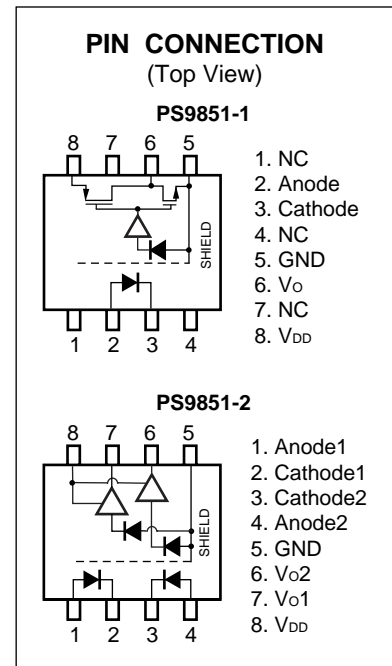 PIN CONNECTION
(Top View)
PS9851-1
8 7 6 5
SHIELD
1 2 3 4
1. NC
2. Anode
3. Cathode
4. NC
5. GND
6. VO
7. NC
8. VDD
PS9851-2
8 7 6 5
SHIELD
1 2 3 4
1. Anode1
2. Cathode1
3. Cathode2
4. Anode2
5. GND
6. VO2
7. VO1
8. VDD